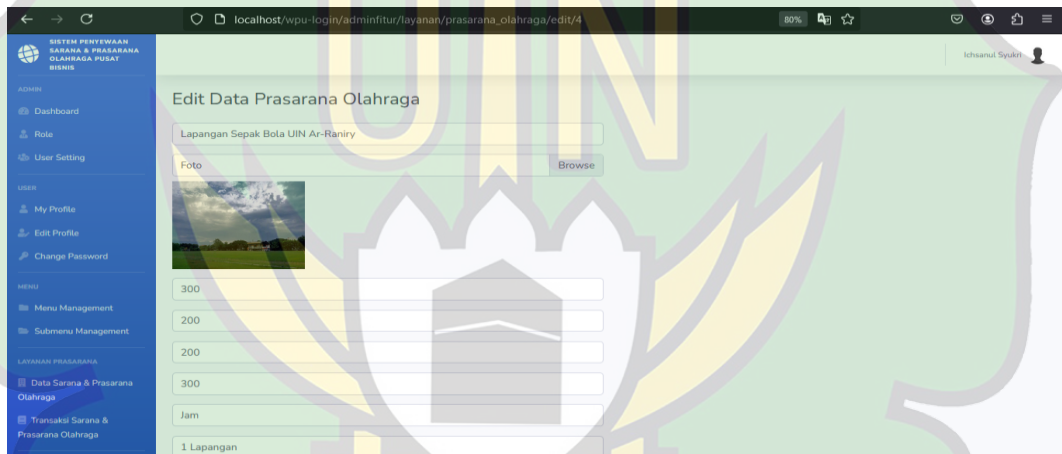 localhost/wpu-login/adminfitur/layanan/prasarana_olahraga/edit/4
80%
SISTEM PENYEWAAN
SARANA & PRASARANA
OLAHRAGA PUSAT
BISNIS
Ichsanul Syukri
ADMIN
Dashboard
Role
User Setting
USER
My Profile
Edit Profile
Change Password
MENU
Menu Management
Submenu Management
LAYANAN PRASARANA
Data Sarana & Prasarana
Olahraga
Transaksi Sarana &
Prasarana Olahraga
Edit Data Prasarana Olahraga
Lapangan Sepak Bola UIN Ar-Raniry
Foto
Browse
300
200
200
300
Jam
1 Lapangan
UIN